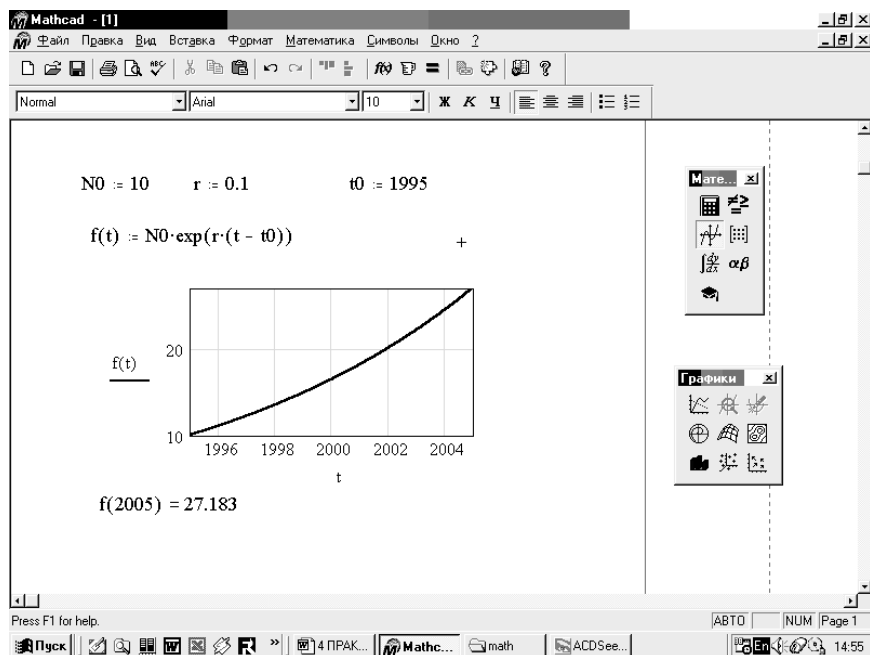 Mathcad - [1]
Файл Правка Вид Вставка Формат Математика Символы Окно ?
Normal Arial 10 Ж К Ч
N0 := 10 r := 0.1 t0 := 1995
f(t) := N0·exp(r·(t − t0))
Мате...
αβ
20
f(t)
10
1996 1998 2000 2002 2004
t
Графики
f(2005) = 27.183
Press F1 for help. АВТО NUM Page 1
Пуск 4 ПРАК... Mathc... math ACDSee... En 14:55